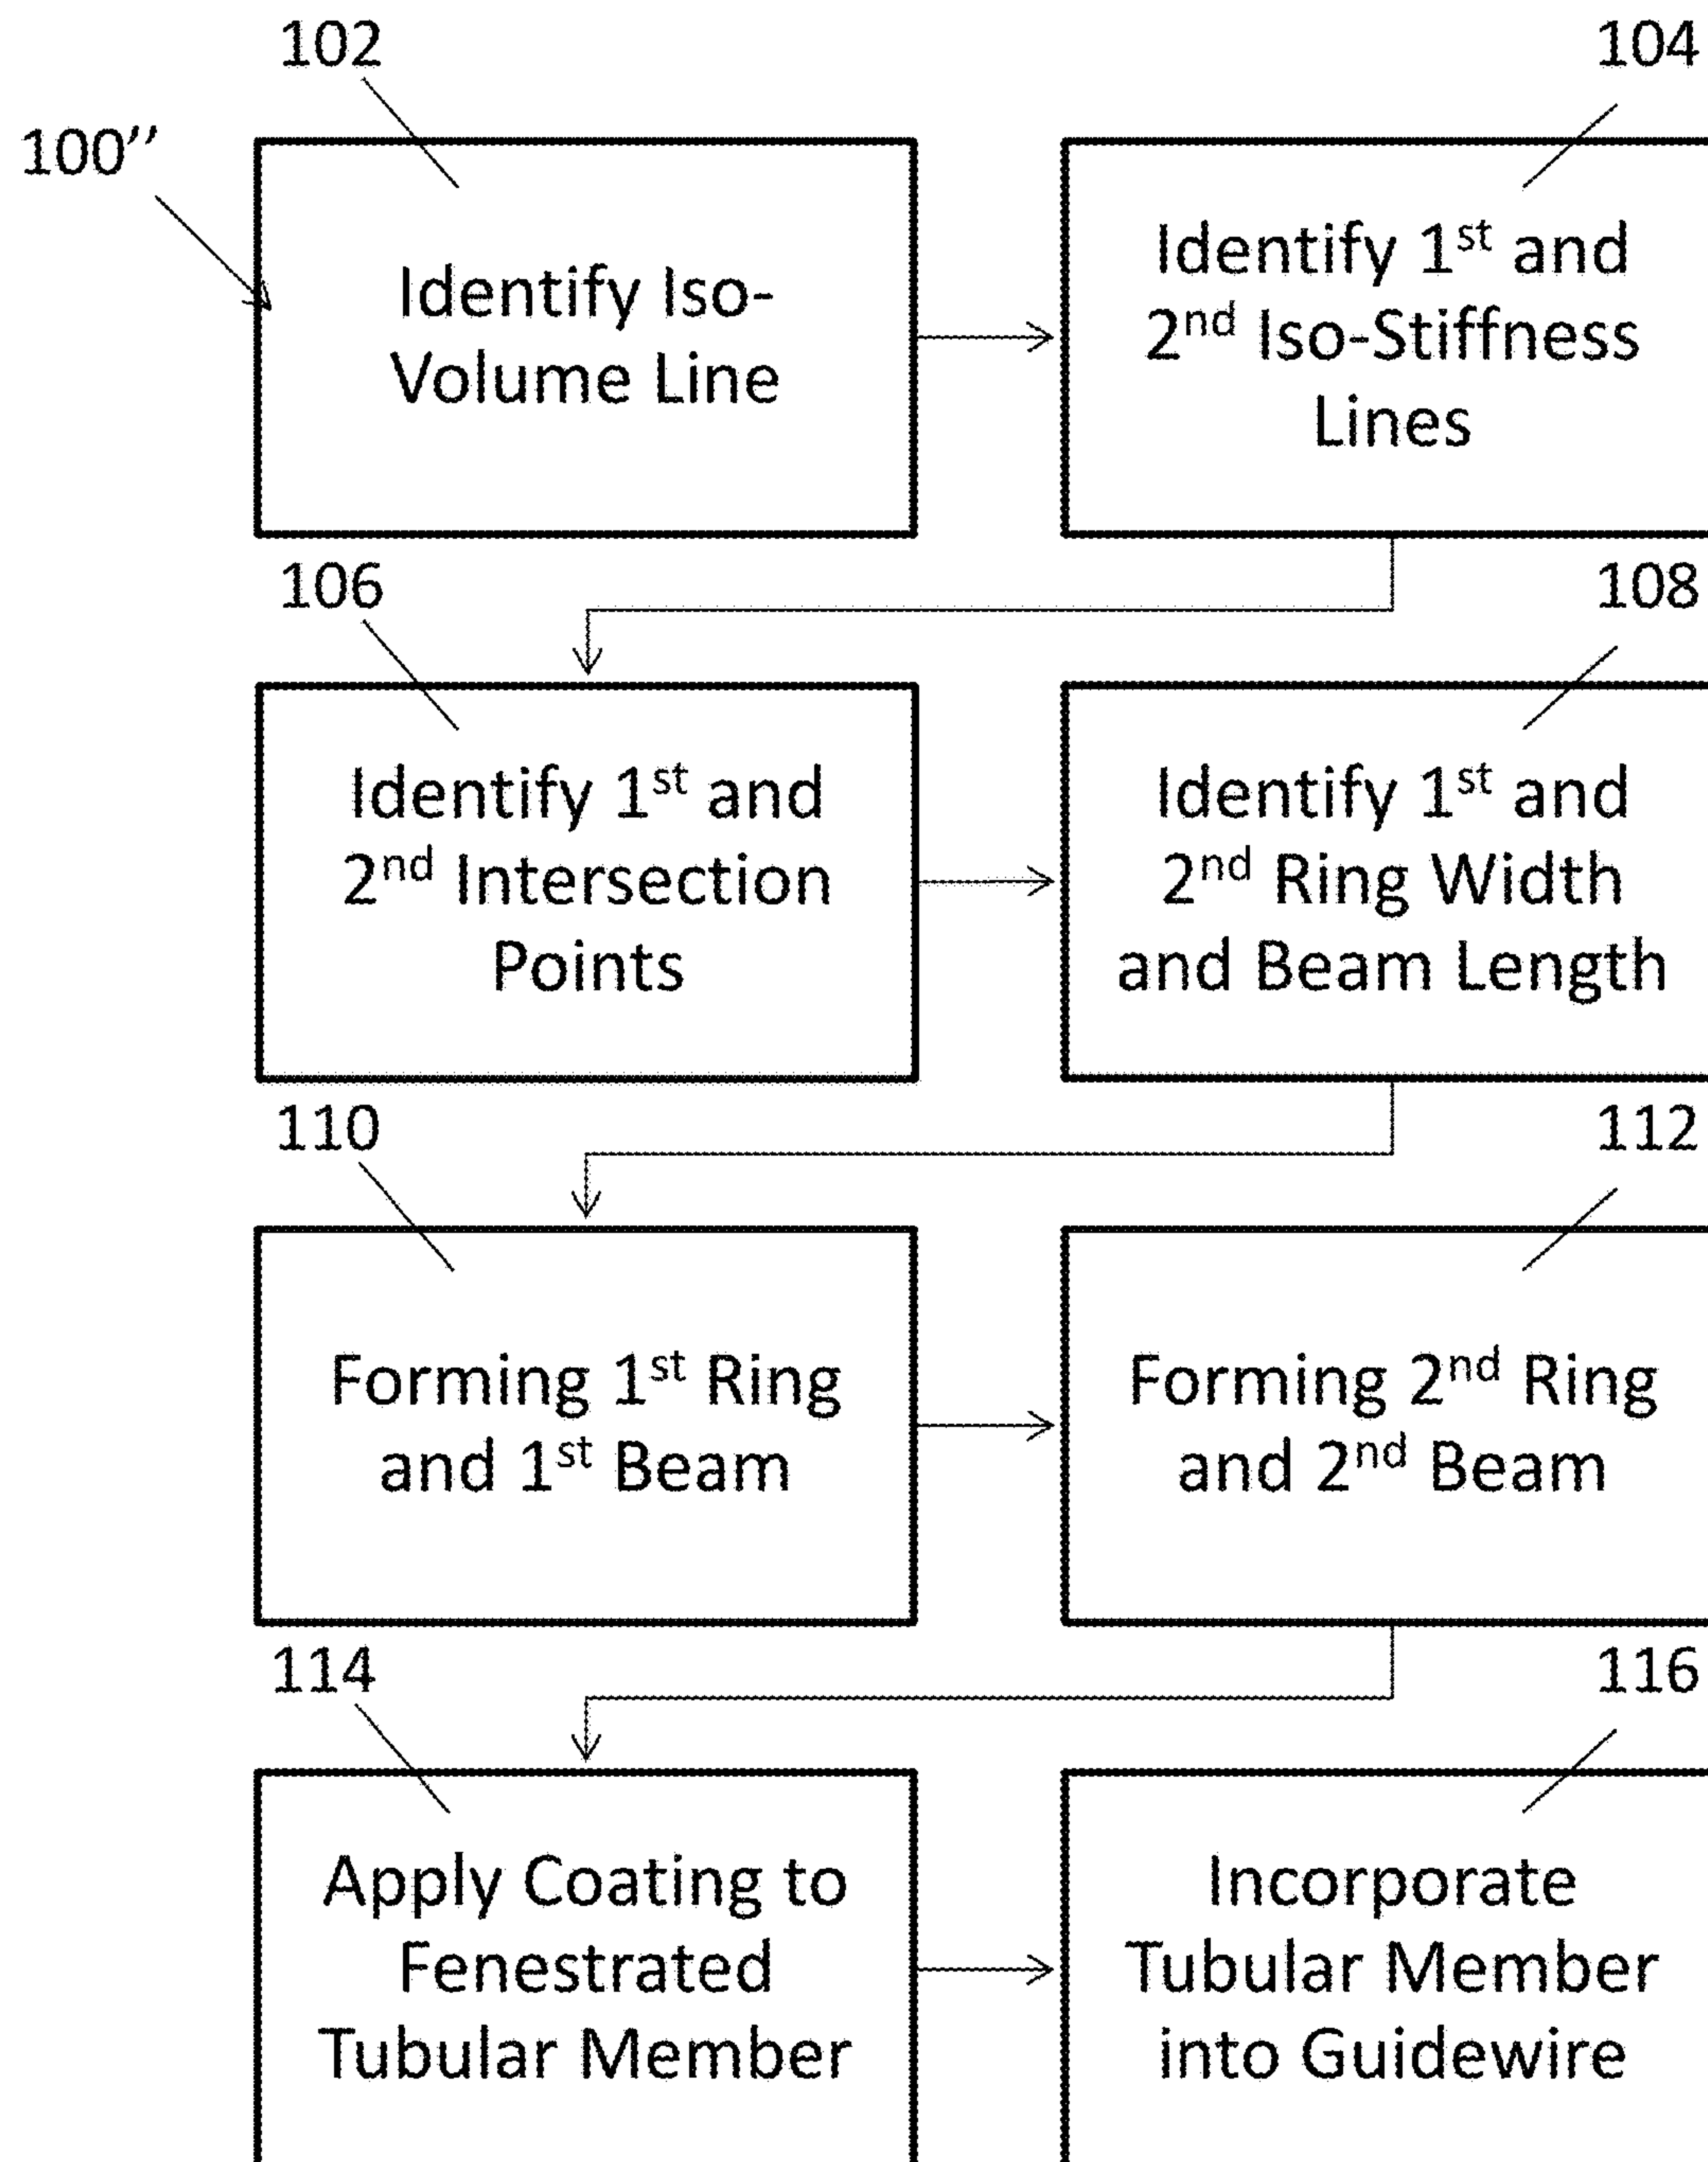 102
104
100′′
Identify Iso-
Volume Line
Identify 1st and
2nd Iso-Stiffness
Lines
106
108
Identify 1st and
2nd Intersection
Points
Identify 1st and
2nd Ring Width
and Beam Length
110
112
Forming 1st Ring
and 1st Beam
Forming 2nd Ring
and 2nd Beam
114
116
Apply Coating to
Fenestrated
Tubular Member
Incorporate
Tubular Member
into Guidewire